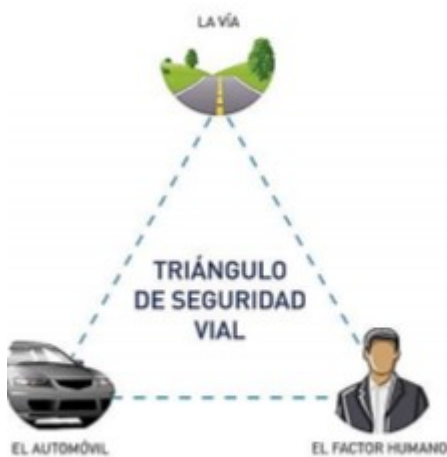 LA VÍA
TRIÁNGULO
DE SEGURIDAD
VIAL
EL AUTOMÓVIL
EL FACTOR HUMANO